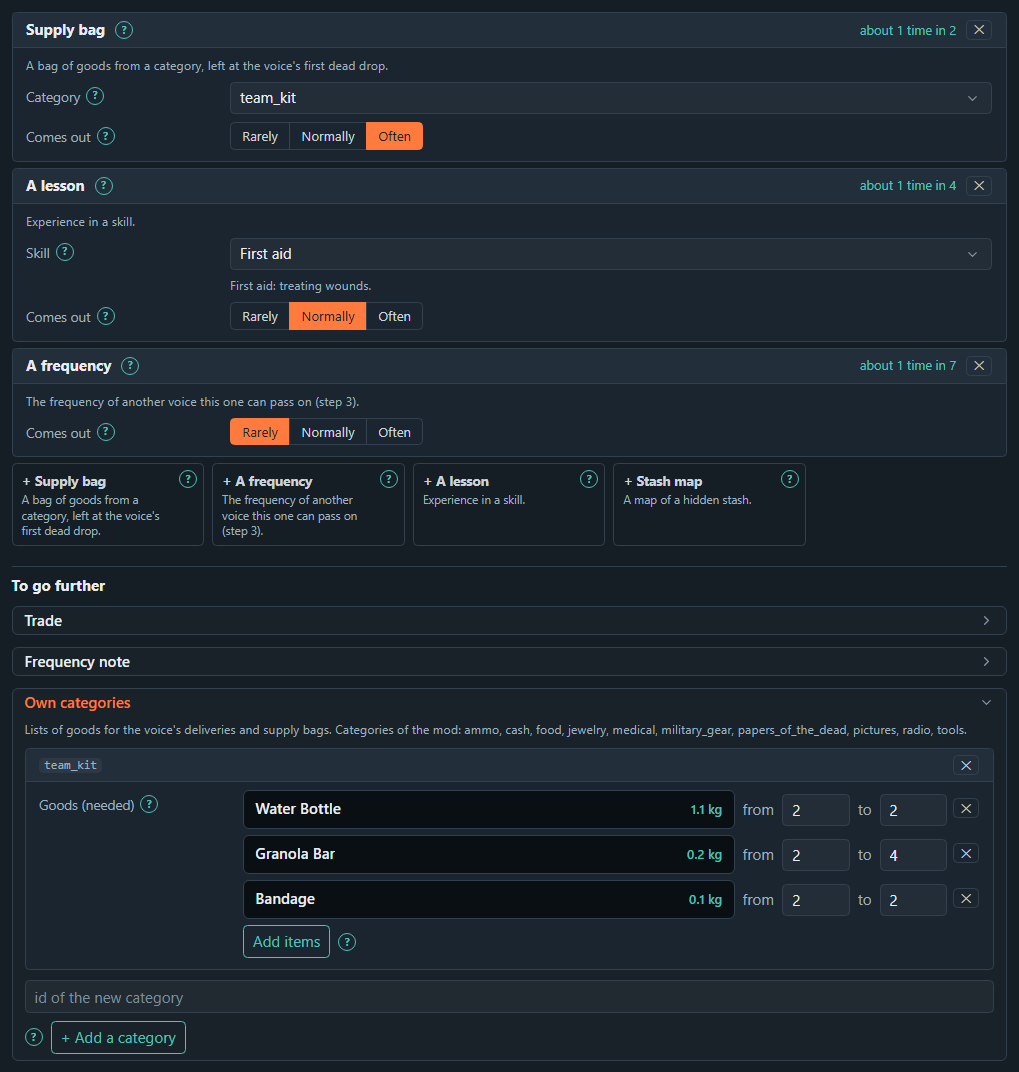 Supply bag ? about 1 time in 2 ✕
A bag of goods from a category, left at the voice's first dead drop.
Category ? team_kit
Comes out ? Rarely Normally Often
A lesson ? about 1 time in 4 ✕
Experience in a skill.
Skill ? First aid
First aid: treating wounds.
Comes out ? Rarely Normally Often
A frequency ? about 1 time in 7 ✕
The frequency of another voice this one can pass on (step 3).
Comes out ? Rarely Normally Often
+ Supply bag ?
A bag of goods from a
category, left at the voice's
first dead drop.
+ A frequency ?
The frequency of another
voice this one can pass on
(step 3).
+ A lesson ?
Experience in a skill.
+ Stash map ?
A map of a hidden stash.
To go further
Trade
Frequency note
Own categories
Lists of goods for the voice's deliveries and supply bags. Categories of the mod: ammo, cash, food, jewelry, medical, military_gear, papers_of_the_dead, pictures, radio, tools.
team_kit ✕
Goods (needed) ? Water Bottle 1.1 kg from 2 to 2 ✕
Granola Bar 0.2 kg from 2 to 4 ✕
Bandage 0.1 kg from 2 to 2 ✕
Add items ?
id of the new category
? + Add a category